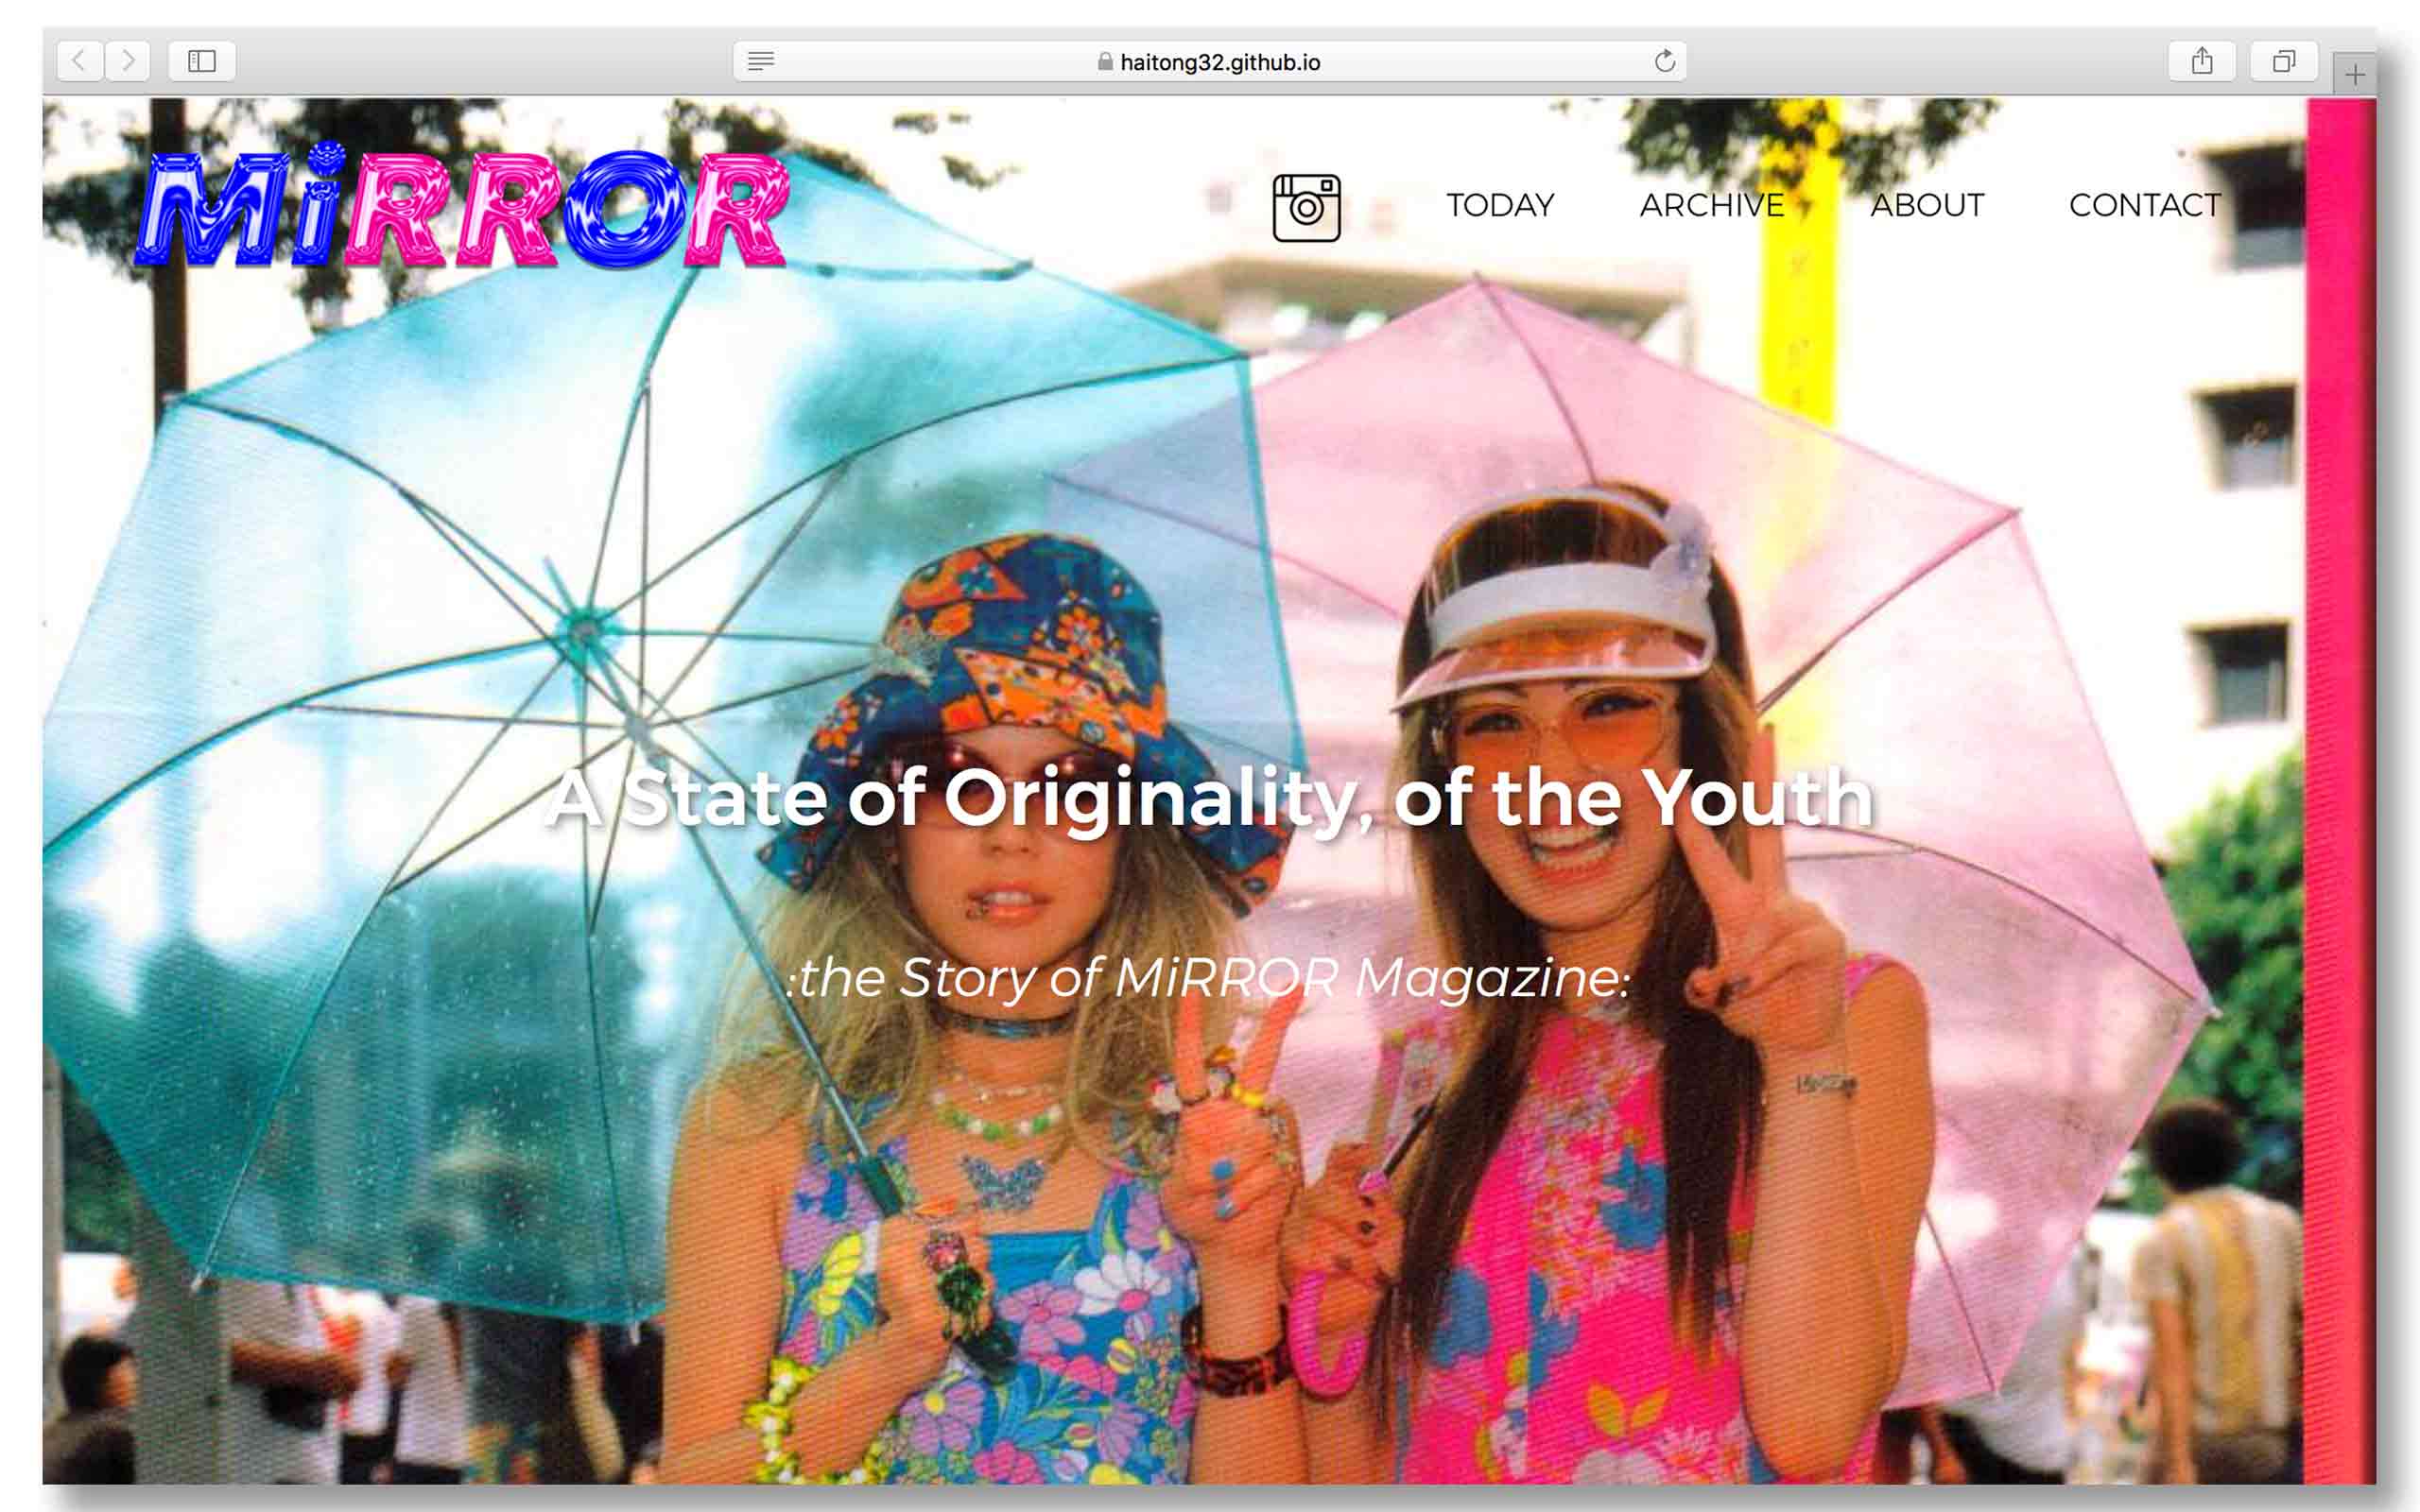 haitong32.github.io
MiRROR
TODAY ARCHIVE ABOUT CONTACT
A State of Originality, of the Youth
:the Story of MiRROR Magazine: